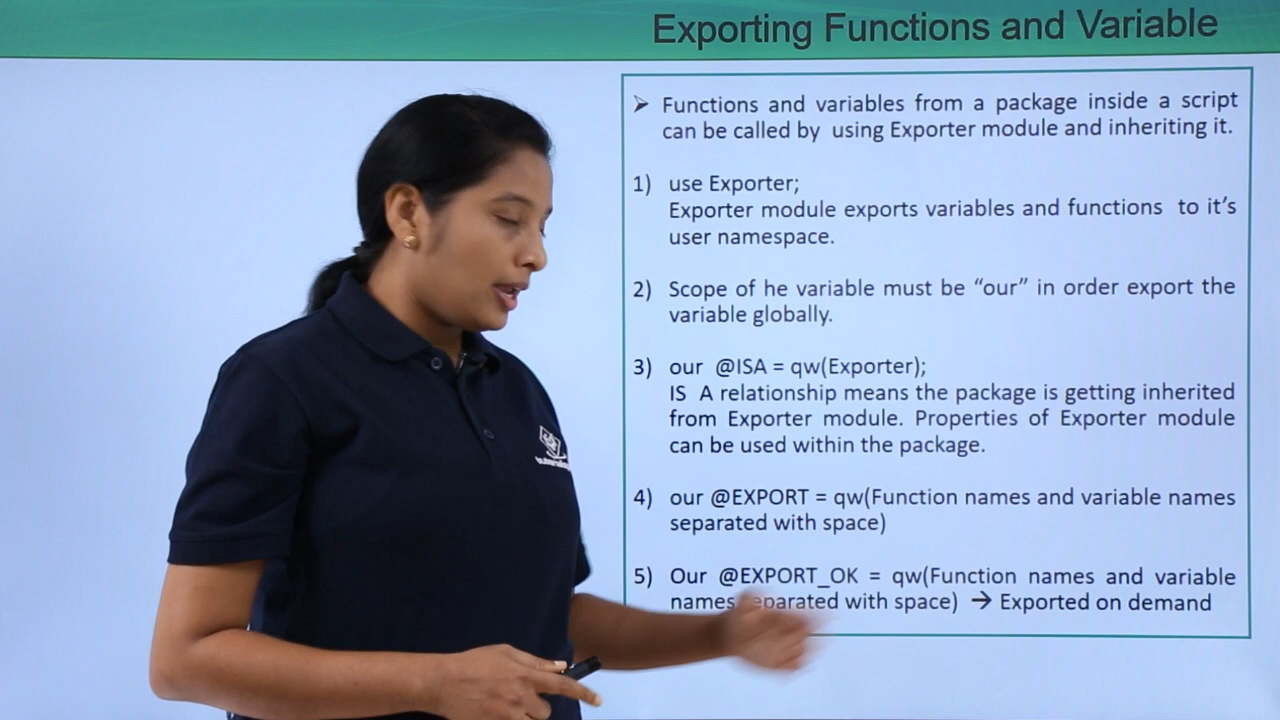 Exporting Functions and Variable
➢ Functions and variables from a package inside a script
can be called by using Exporter module and inheriting it.
1) use Exporter;
Exporter module exports variables and functions to it’s
user namespace.
2) Scope of he variable must be “our” in order export the
variable globally.
3) our @ISA = qw(Exporter);
IS A relationship means the package is getting inherited
from Exporter module. Properties of Exporter module
can be used within the package.
4) our @EXPORT = qw(Function names and variable names
separated with space)
5) Our @EXPORT_OK = qw(Function names and variable
names separated with space) → Exported on demand